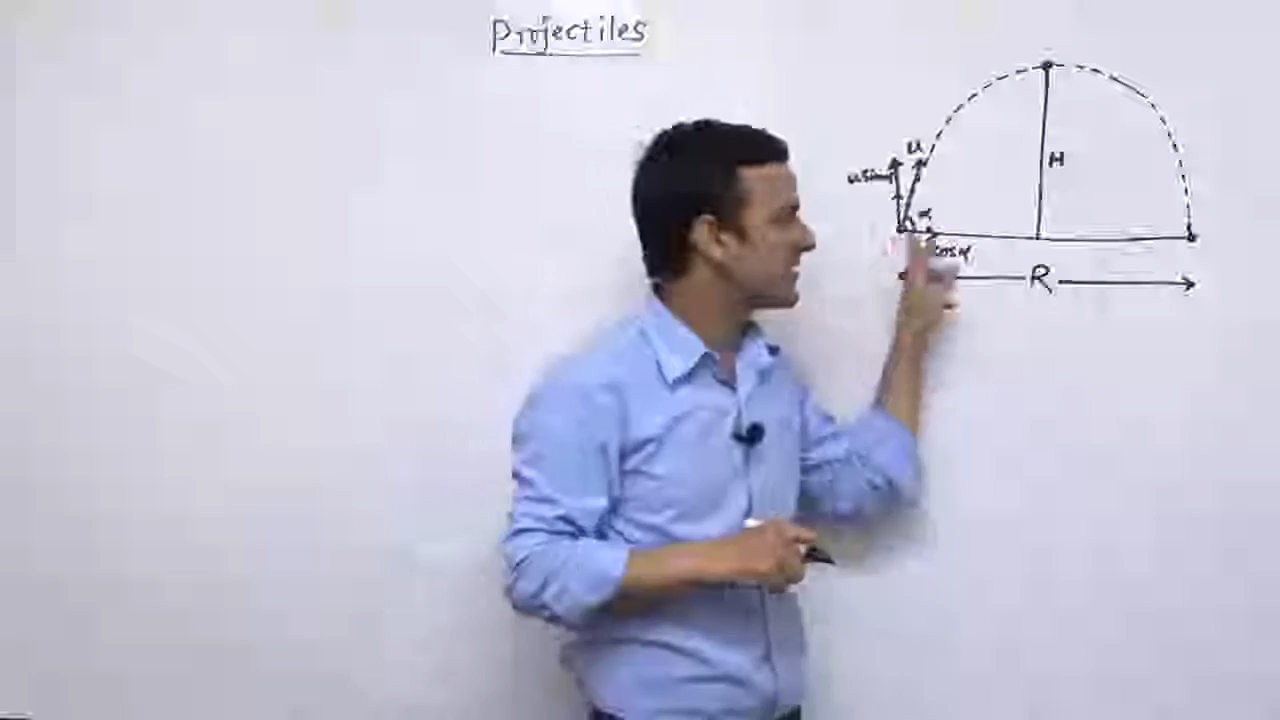 Projectiles
u
H
α
R